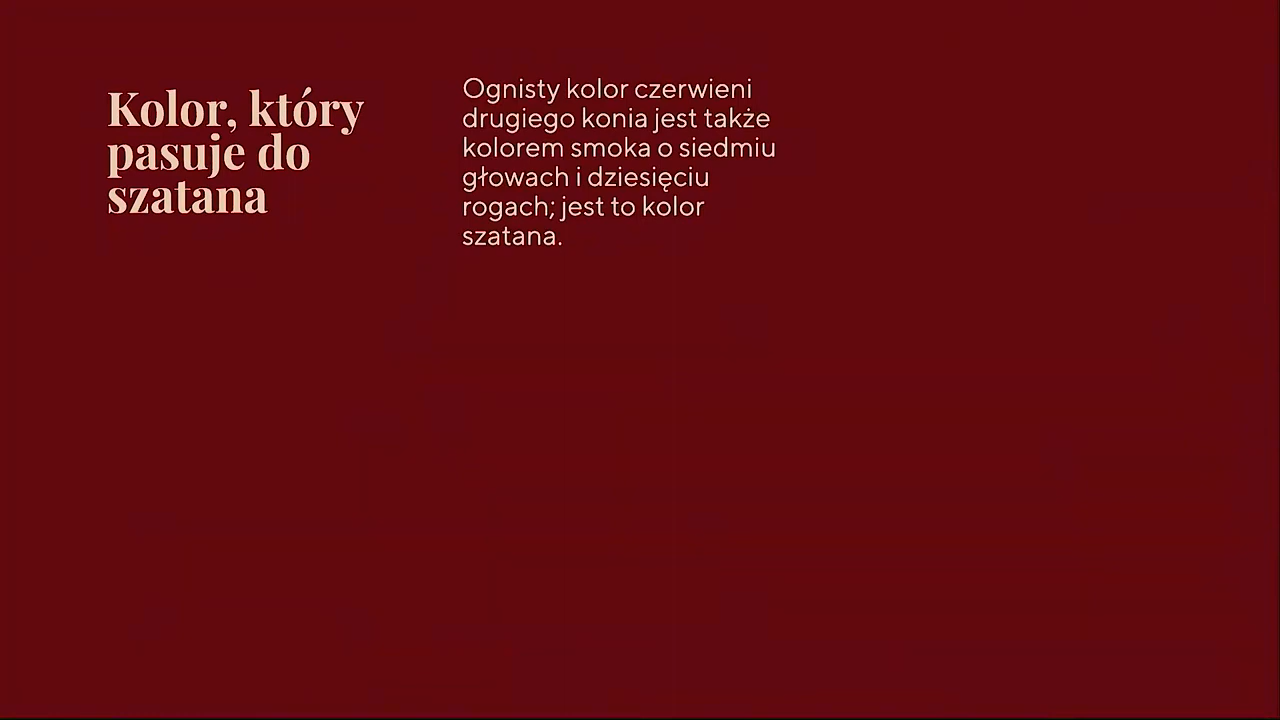 Kolor, który
pasuje do
szatana
Ognisty kolor czerwieni
drugiego konia jest także
kolorem smoka o siedmiu
głowach i dziesięciu
rogach; jest to kolor
szatana.